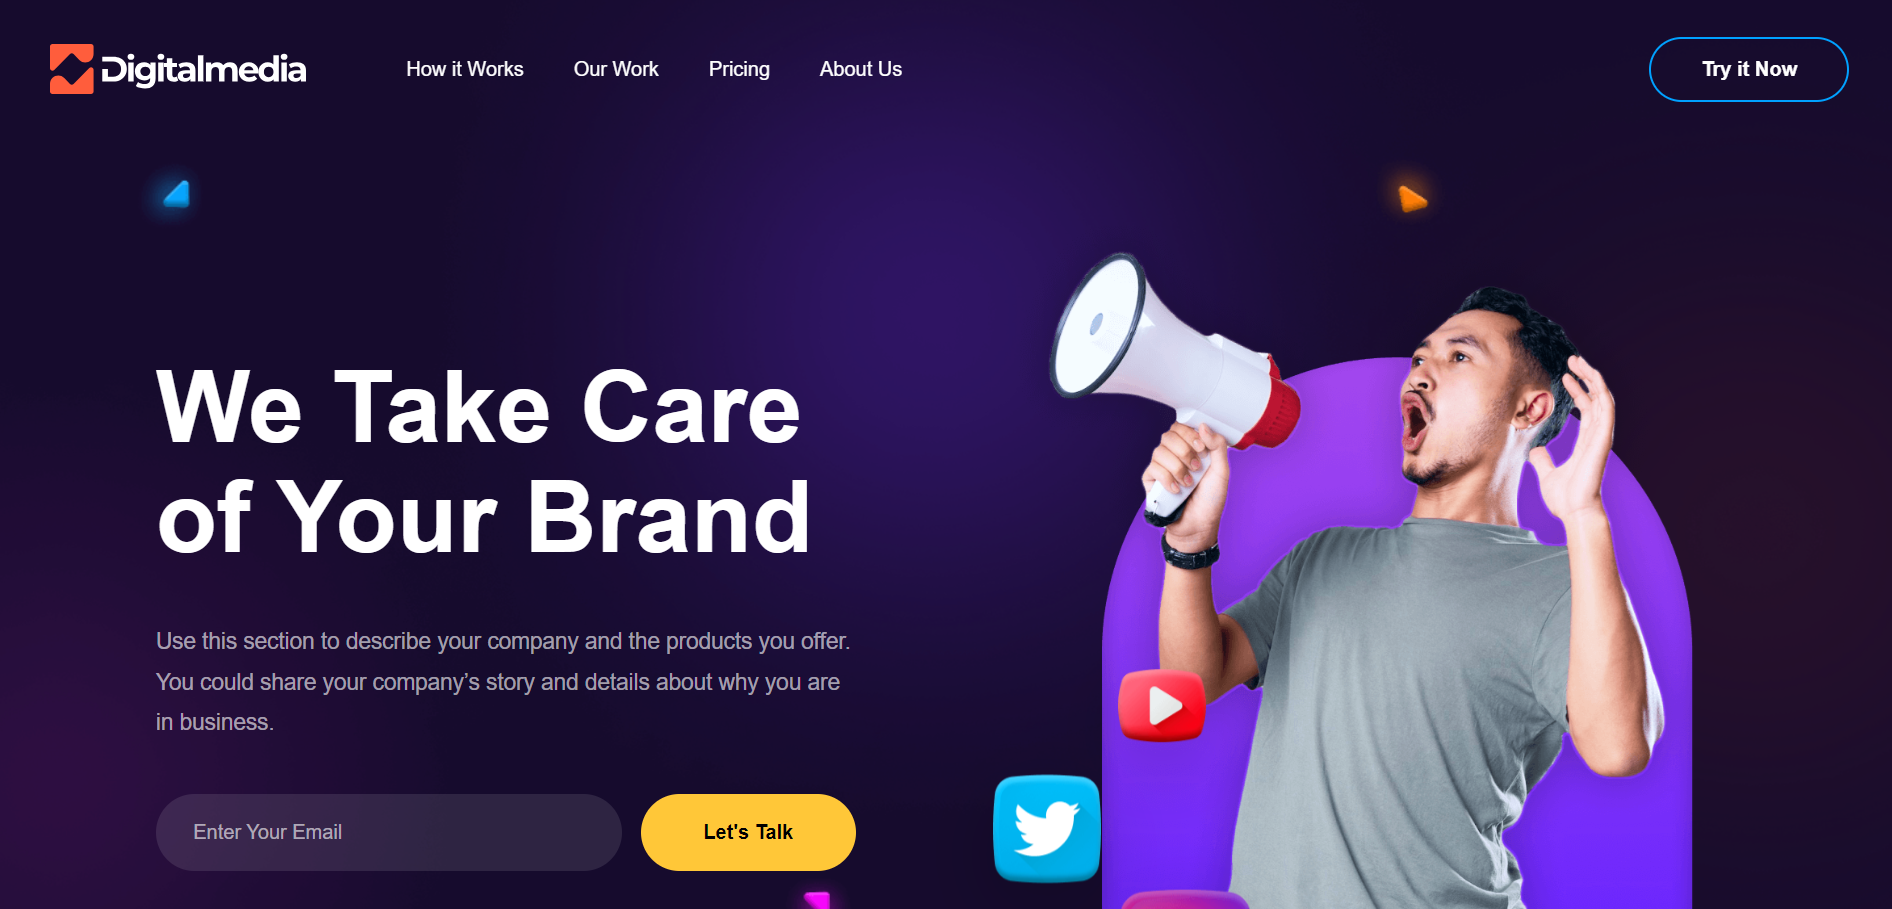 Digitalmedia
How it Works
Our Work
Pricing
About Us
Try it Now
We Take Care
of Your Brand
Use this section to describe your company and the products you offer.
You could share your company’s story and details about why you are
in business.
Enter Your Email
Let's Talk